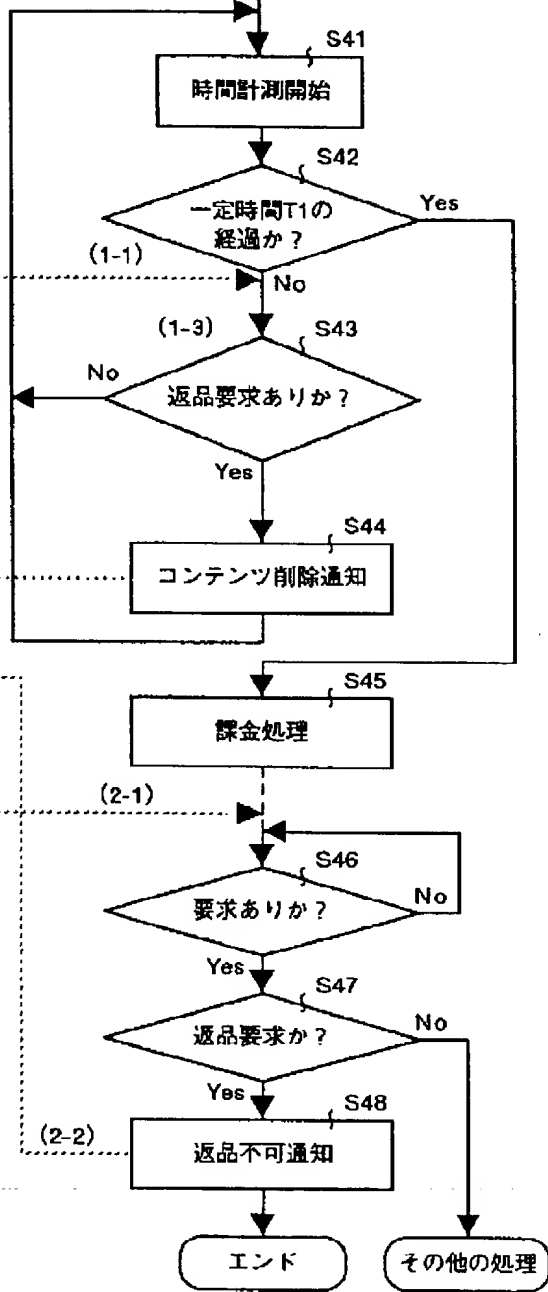 S41
時間計測開始
S42
一定時間T1の
経過か?
Yes
(1-1)
No
(1-3)
S43
No
返品要求ありか?
Yes
S44
コンテンツ削除通知
S45
課金処理
(2-1)
S46
要求ありか?
No
Yes
S47
返品要求か?
No
Yes
S48
(2-2)
返品不可通知
エンド
その他の処理